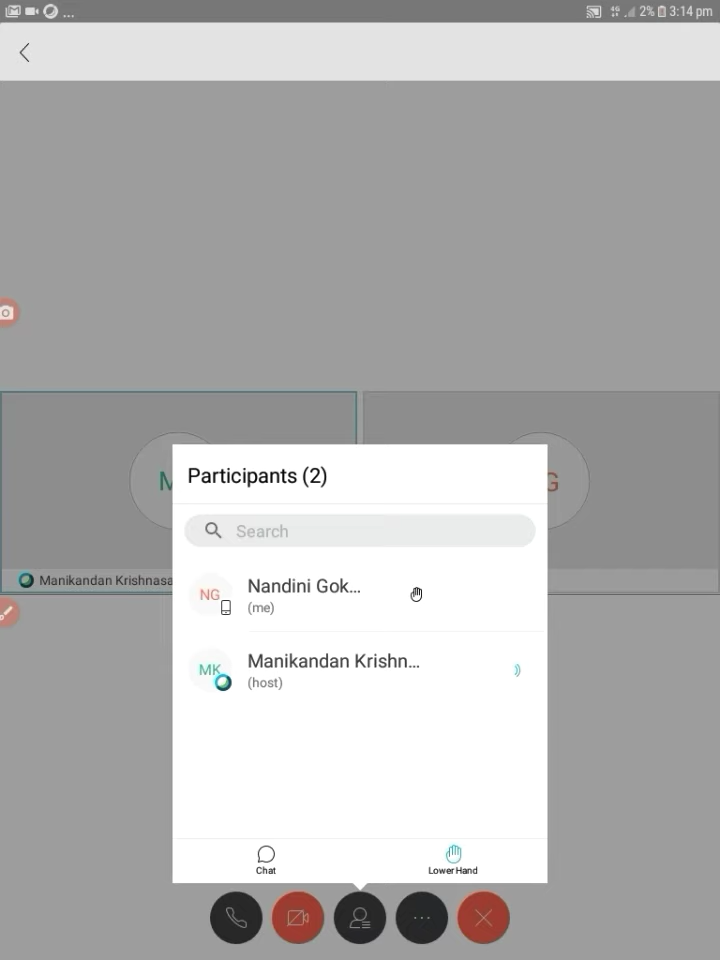 ... 4G 2% 3:14 pm
M
G
Manikandan Krishnasa
Participants (2)
Search
NG
Nandini Gok...
(me)
MK
Manikandan Krishn...
(host)
Chat
Lower Hand